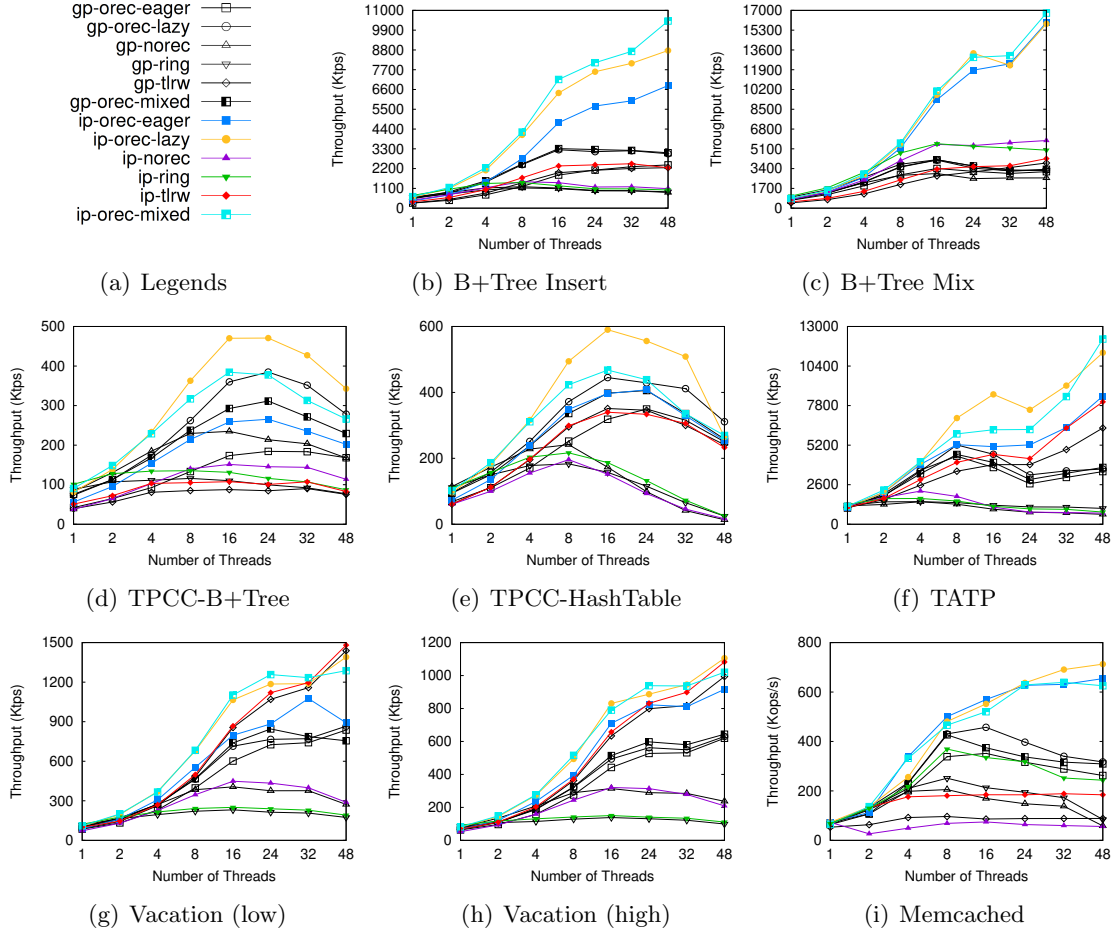 gp-orec-eager
gp-orec-lazy
gp-norec
gp-ring
gp-tlrw
gp-orec-mixed
ip-orec-eager
ip-orec-lazy
ip-norec
ip-ring
ip-tlrw
ip-orec-mixed
(a) Legends
Throughput (Ktps)
11000
9900
8800
7700
6600
5500
4400
3300
2200
1100
0
1 2 4 8 16 24 32 48
Number of Threads
(b) B+Tree Insert
Throughput (Ktps)
17000
15300
13600
11900
10200
8500
6800
5100
3400
1700
0
1 2 4 8 16 24 32 48
Number of Threads
(c) B+Tree Mix
Throughput (Ktps)
500
400
300
200
100
0
1 2 4 8 16 24 32 48
Number of Threads
(d) TPCC-B+Tree
Throughput (Ktps)
600
400
200
0
1 2 4 8 16 24 32 48
Number of Threads
(e) TPCC-HashTable
Throughput (Ktps)
13000
10400
7800
5200
2600
0
1 2 4 8 16 24 32 48
Number of Threads
(f) TATP
Throughput (Ktps)
1500
1200
900
600
300
0
1 2 4 8 16 24 32 48
Number of Threads
(g) Vacation (low)
Throughput (Ktps)
1200
1000
800
600
400
200
0
1 2 4 8 16 24 32 48
Number of Threads
(h) Vacation (high)
Throughput (Kops/s)
800
600
400
200
0
1 2 4 8 16 24 32 48
Number of Threads
(i) Memcached